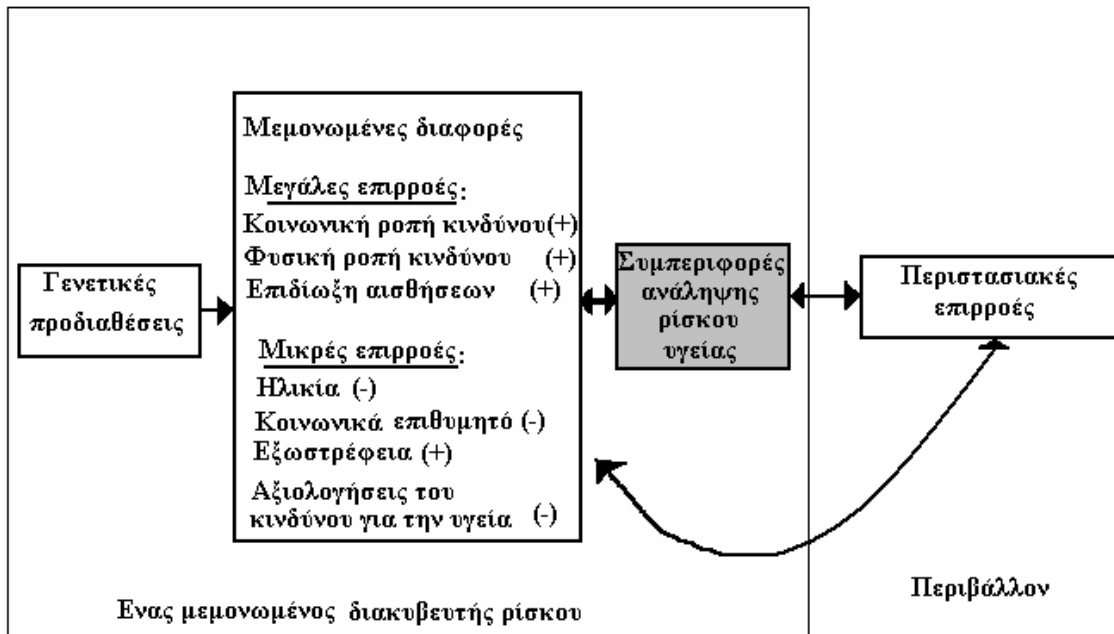 Μεμονωμένες διαφορές
Μεγάλες επιρροές:
Κοινωνική ροπή κινδύνου(+)
Φυσική ροπή κινδύνου (+)
Επιδίωξη αισθήσεων (+)
Μικρές επιρροές:
Ηλικία (-)
Κοινωνικά επιθυμητό (-)
Εξωστρέφεια (+)
Αξιολογήσεις του
κινδύνου για την υγεία (-)
Γενετικές
προδιαθέσεις
Συμπεριφορές
ανάληψης
ρίσκου
υγείας
Περιστασιακές
επιρροές
Περιβάλλον
Ενας μεμονωμένος διακυβευτής ρίσκου